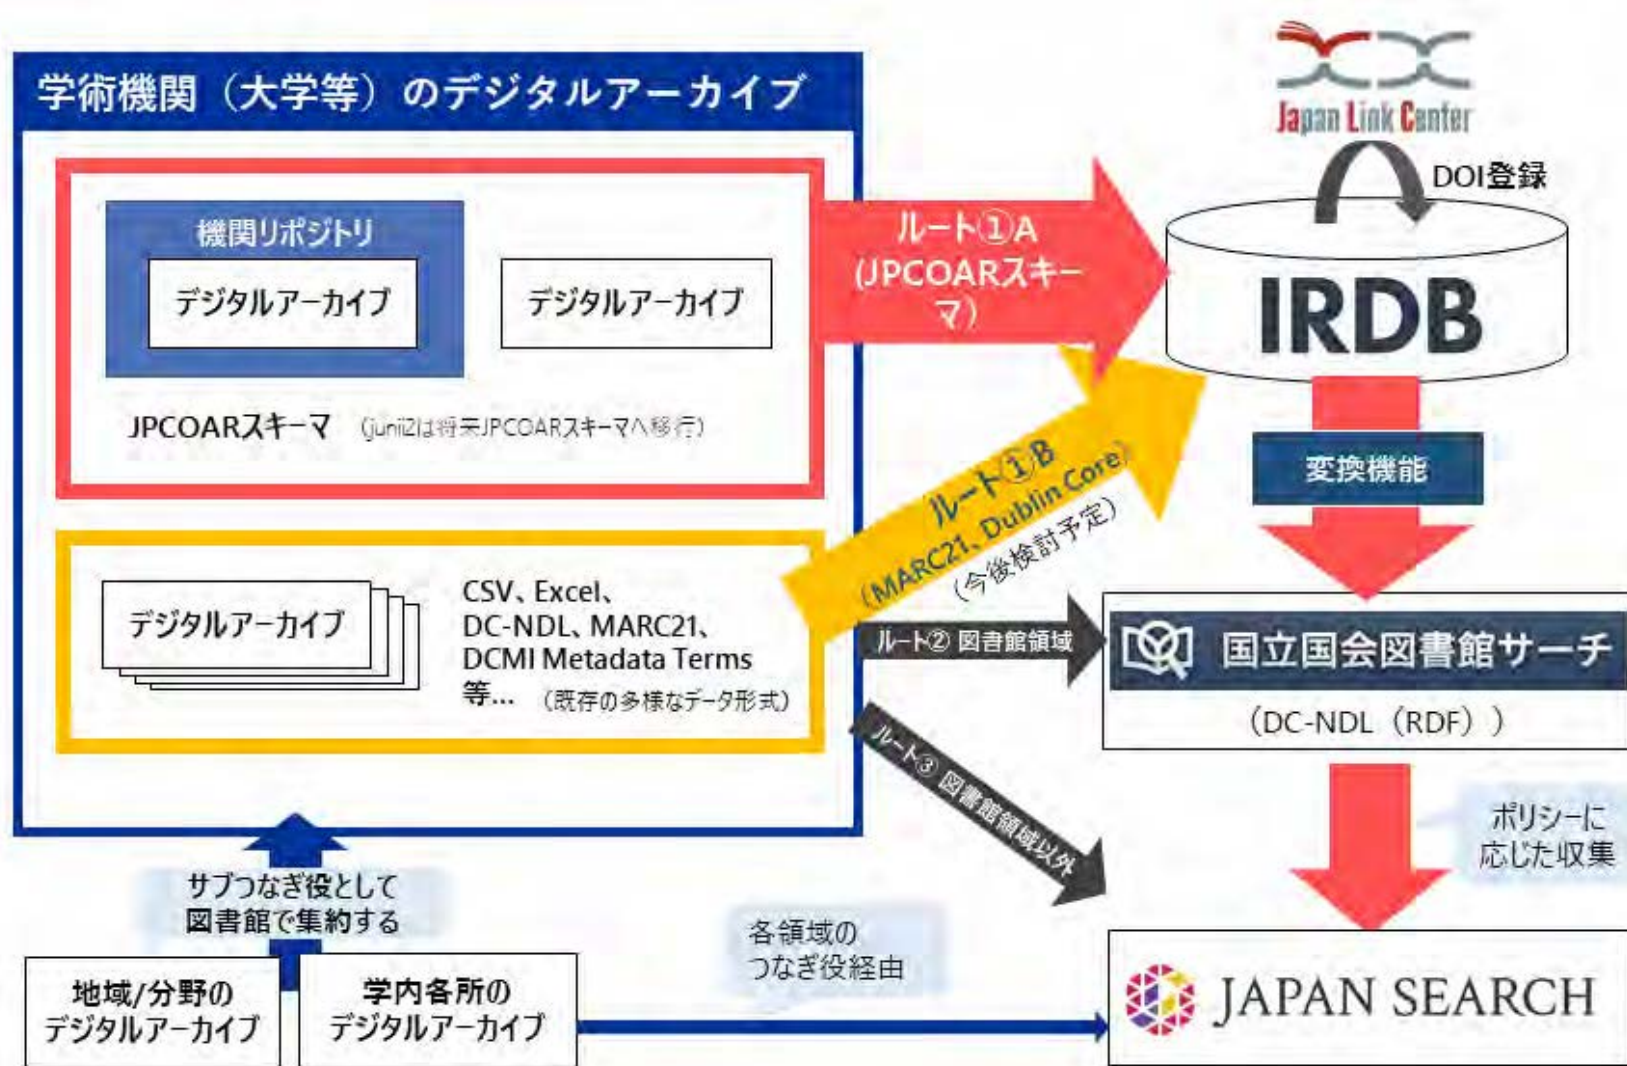 学術機関（大学等）のデジタルアーカイブ
機関リポジトリ
デジタルアーカイブ
デジタルアーカイブ
JPCOARスキーマ （junii2は将来JPCOARスキーマへ移行）
デジタルアーカイブ
CSV、Excel、
DC-NDL、MARC21、
DCMI Metadata Terms
等... （既存の多様なデータ形式）
ルート①A
(JPCOARスキー
マ）
ルート①B
（MARC21、Dublin Core）
（今後検討予定）
ルート② 図書館領域
ルート③ 図書館領域以外
Japan Link Center
DOI登録
IRDB
変換機能
国立国会図書館サーチ
（DC-NDL（RDF））
ポリシーに
応じた収集
サブつなぎ役として
図書館で集約する
地域/分野の
デジタルアーカイブ
学内各所の
デジタルアーカイブ
各領域の
つなぎ役経由
JAPAN SEARCH